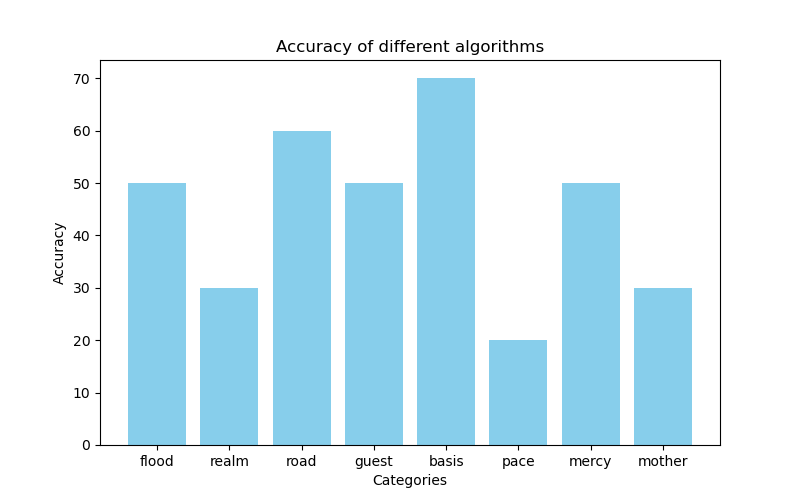 Accuracy of different algorithms
Accuracy
70
60
50
40
30
20
10
0
flood realm road guest basis pace mercy mother
Categories